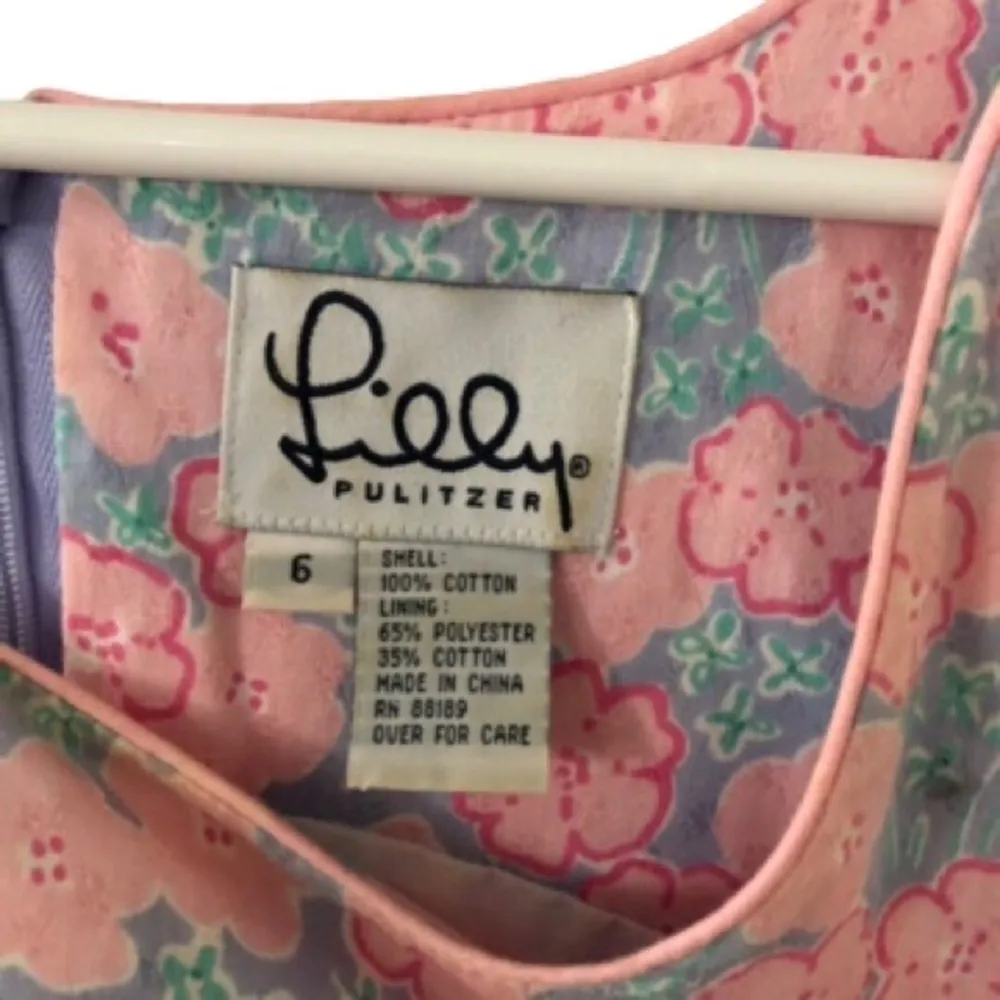 Lilly®
PULITZER
6
SHELL:
100% COTTON
LINING:
65% POLYESTER
35% COTTON
MADE IN CHINA
RN 88189
OVER FOR CARE